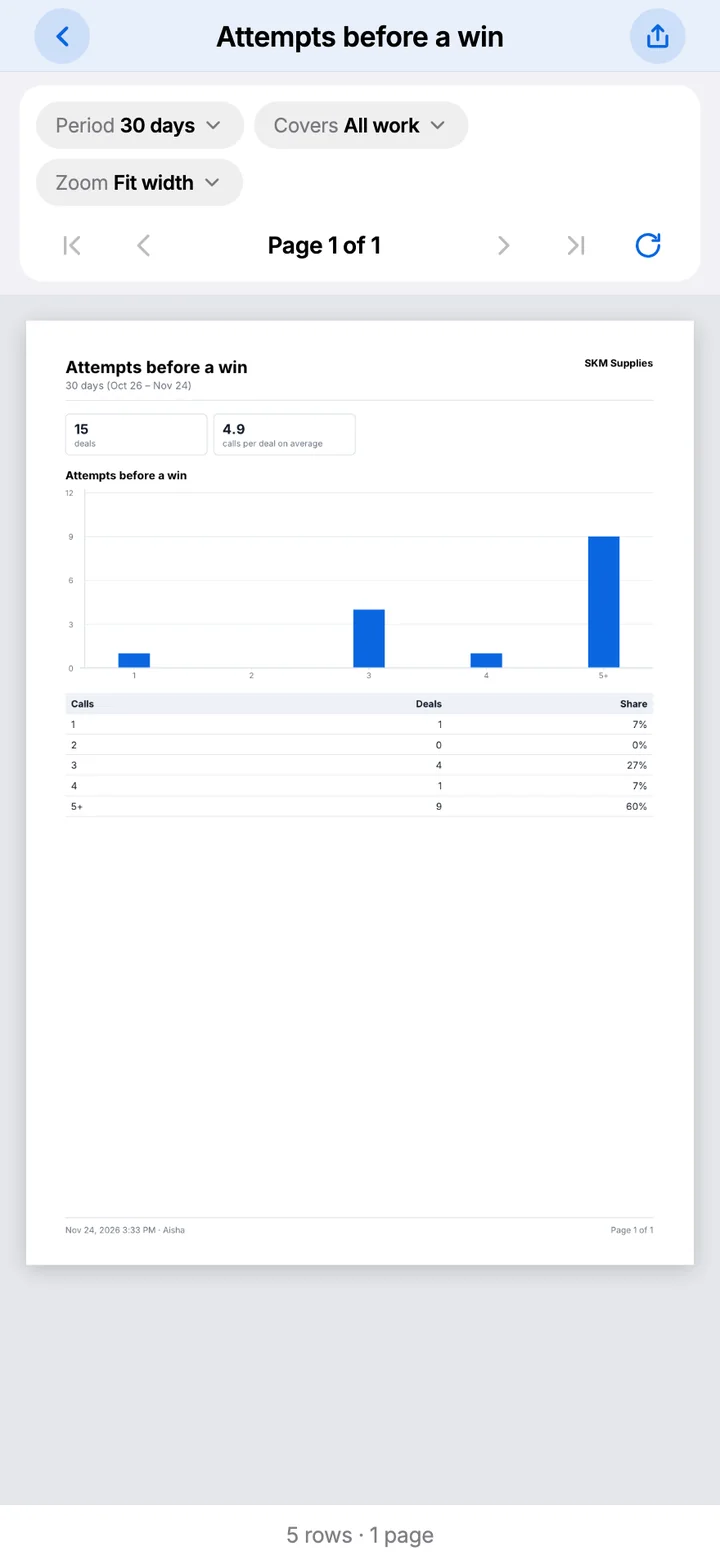 Attempts before a win
Period 30 days
Covers All work
Zoom Fit width
Page 1 of 1
Attempts before a win
SKM Supplies
30 days (Oct 26 – Nov 24)
15
deals
4.9
calls per deal on average
Attempts before a win
12
9
6
3
0
1 2 3 4 5+
Calls Deals Share
1 1 7%
2 0 0%
3 4 27%
4 1 7%
5+ 9 60%
Nov 24, 2026 3:33 PM · Aisha
Page 1 of 1
5 rows · 1 page